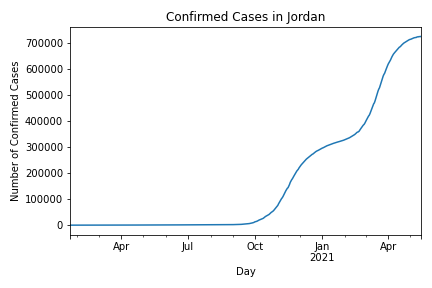 Confirmed Cases in Jordan
Number of Confirmed Cases
700000
600000
500000
400000
300000
200000
100000
0
Apr
Jul
Oct
Jan
2021
Apr
Day